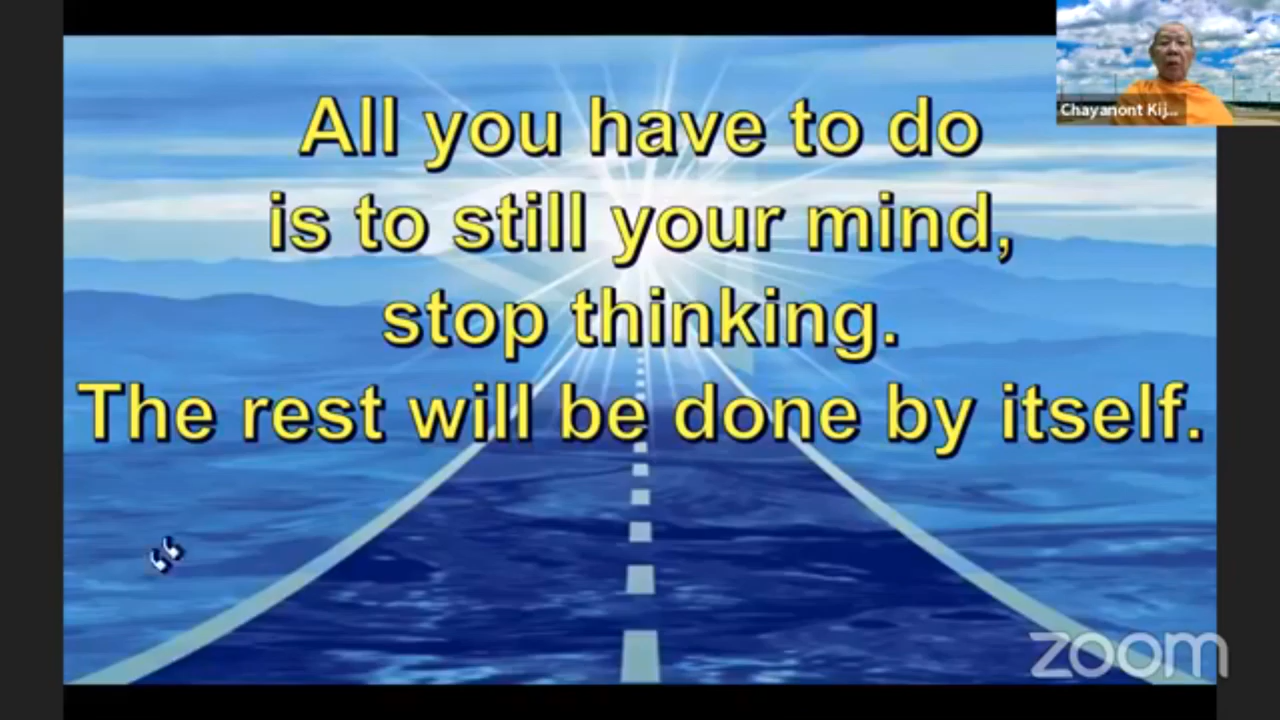 All you have to do
is to still your mind,
stop thinking.
The rest will be done by itself.
Chayanont Kij...
zoom